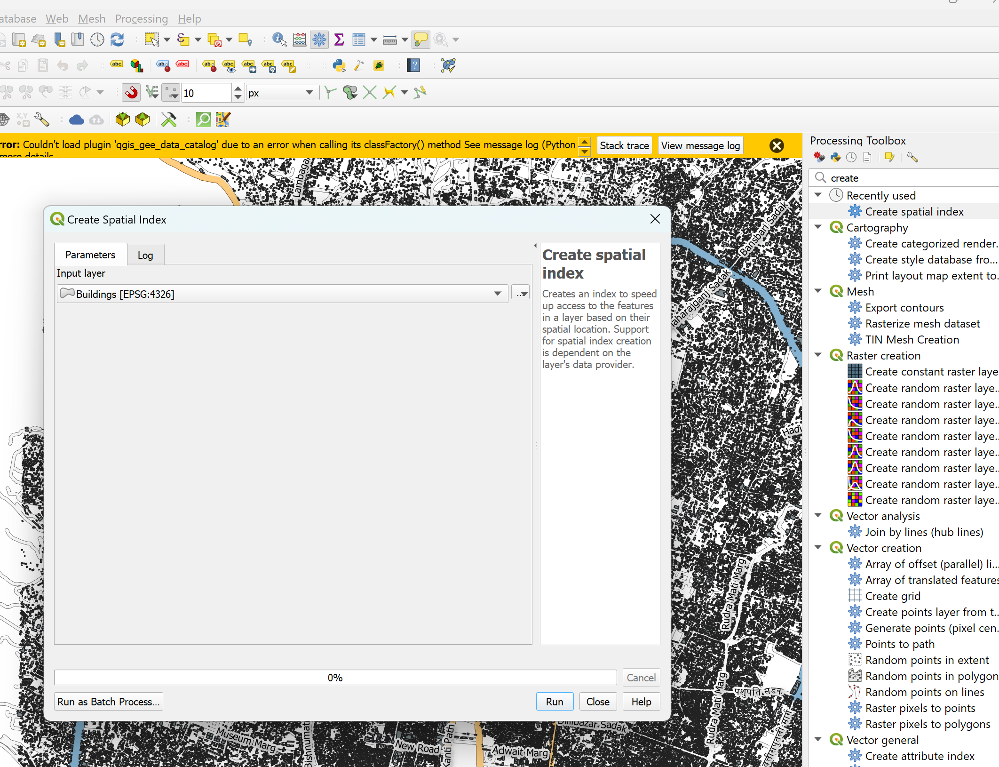 atabase Web Mesh Processing Help
abc ab abc ab abc abc abc abc
10 px
X,Y
rror: Couldn't load plugin 'qgis_gee_data_catalog' due to an error when calling its classFactory() method See message log (Python
more details
Stack trace View message log
Processing Toolbox
create
Recently used
Create spatial index
Cartography
Create categorized render...
Create style database fro...
Print layout map extent to...
Mesh
Export contours
Rasterize mesh dataset
TIN Mesh Creation
Raster creation
Create constant raster laye
Create random raster laye...
Create random raster laye...
Create random raster laye...
Create random raster laye...
Create random raster laye...
Create random raster laye...
Create random raster laye...
Create random raster laye...
Vector analysis
Join by lines (hub lines)
Vector creation
Array of offset (parallel) li...
Array of translated features
Create grid
Create points layer from t...
Generate points (pixel cen...
Points to path
Random points in extent
Random points in polygon
Random points on lines
Raster pixels to points
Raster pixels to polygons
Vector general
Create attribute index
Create Spatial Index
Parameters Log
Input layer
Buildings [EPSG:4326]
...
Create spatial
index
Creates an index to speed
up access to the features
in a layer based on their
spatial location. Support
for spatial index creation
is dependent on the
layer's data provider.
0%
Cancel
Run as Batch Process...
Run Close Help
Lambaga
Bansbari Sadak
aharajganj Sadak
Hadi
Rudra Mati Marg
Rudra Mati Marg
पशुपति सडक
Museum Marg
Bishnumati
New Road
Kanti Path
Adwait Marg
Dillibazar Sadak